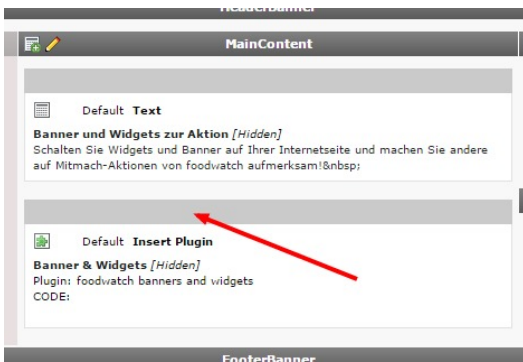 HeaderBanner
MainContent
Default Text
Banner und Widgets zur Aktion [Hidden]
Schalten Sie Widgets und Banner auf Ihrer Internetseite und machen Sie andere
auf Mitmach-Aktionen von foodwatch aufmerksam!&nbsp;
Default Insert Plugin
Banner & Widgets [Hidden]
Plugin: foodwatch banners and widgets
CODE:
FooterBanner